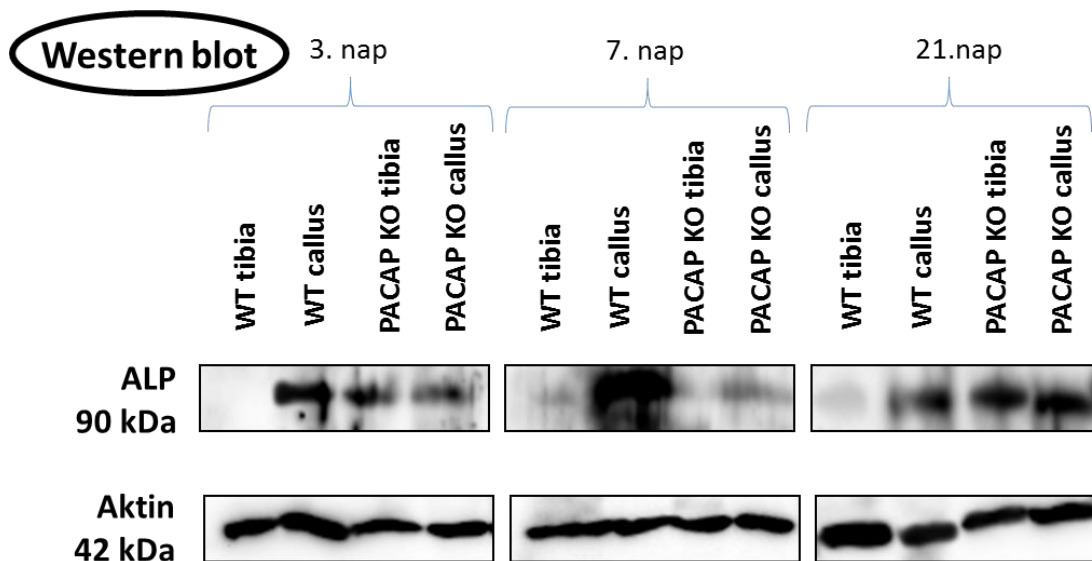 Western blot
3. nap
7. nap
21.nap
WT tibia
WT callus
PACAP KO tibia
PACAP KO callus
WT tibia
WT callus
PACAP KO tibia
PACAP KO callus
WT tibia
WT callus
PACAP KO tibia
PACAP KO callus
ALP
90 kDa
Aktin
42 kDa